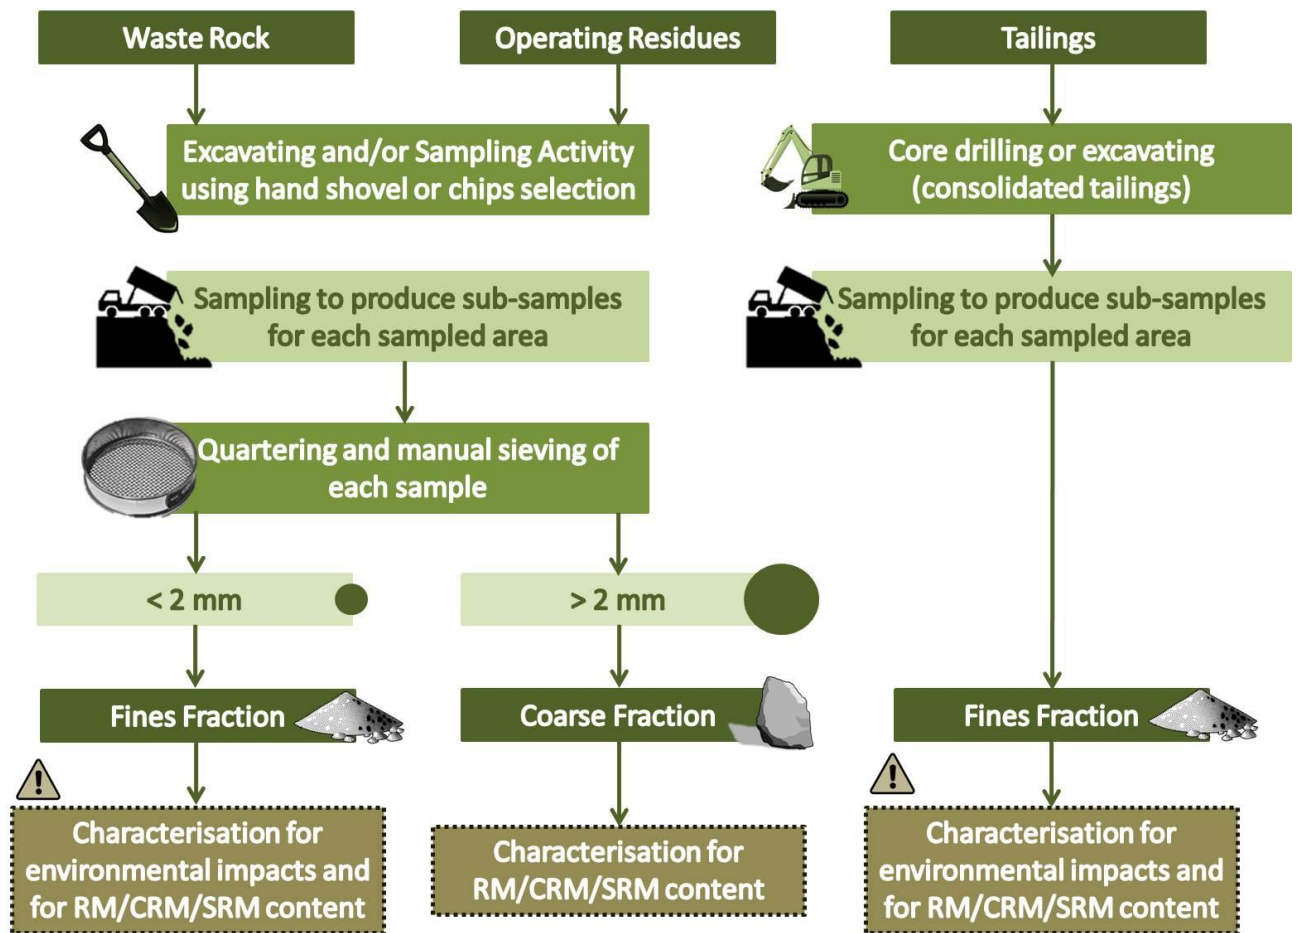 Waste Rock
Operating Residues
Tailings
Excavating and/or Sampling Activity
using hand shovel or chips selection
Core drilling or excavating
(consolidated tailings)
Sampling to produce sub-samples
for each sampled area
Sampling to produce sub-samples
for each sampled area
Quartering and manual sieving of
each sample
< 2 mm
> 2 mm
Fines Fraction
Coarse Fraction
Fines Fraction
!
!
Characterisation for
environmental impacts and
for RM/CRM/SRM content
Characterisation for
RM/CRM/SRM content
Characterisation for
environmental impacts and
for RM/CRM/SRM content